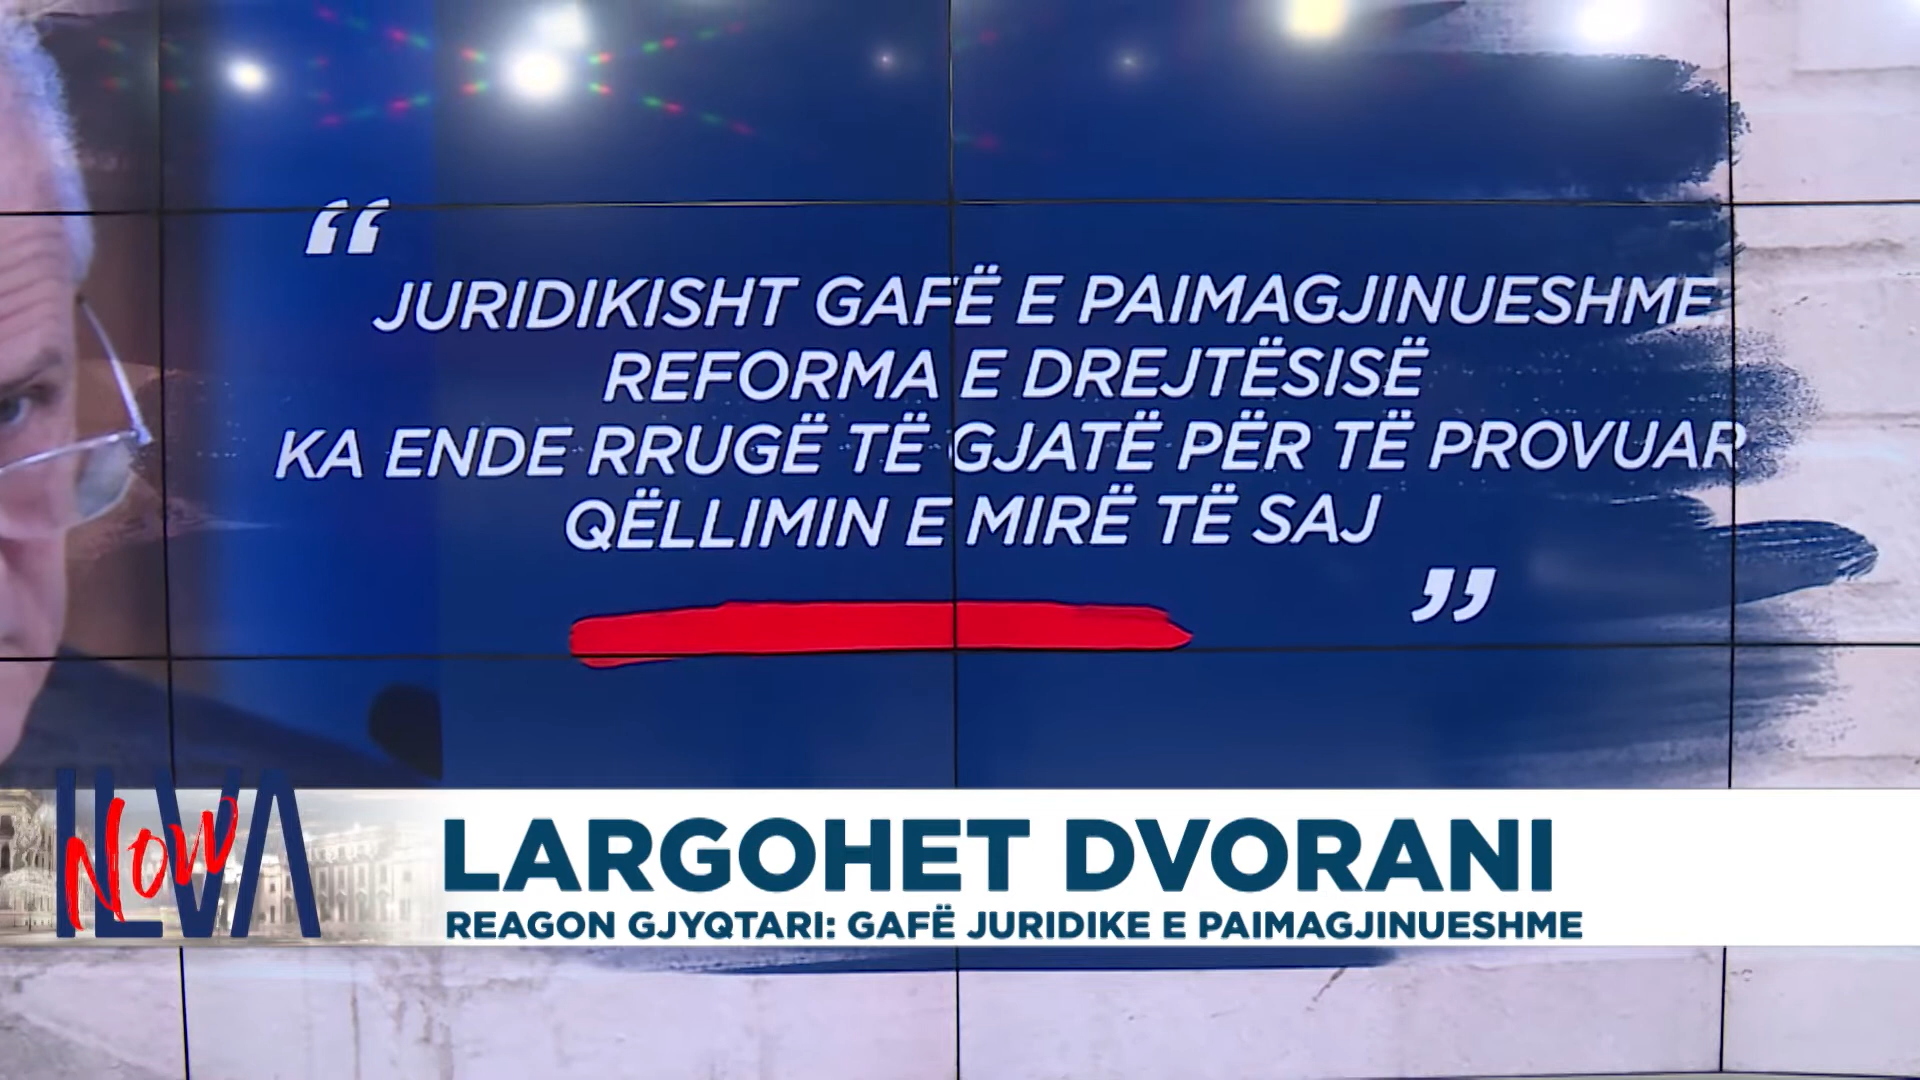 “
JURIDIKISHT GAFË E PAIMAGJINUESHME
REFORMA E DREJTËSISË
KA ENDE RRUGË TË GJATË PËR TË PROVUAR
QËLLIMIN E MIRË TË SAJ
”
ILVA
Now
LARGOHET DVORANI
REAGON GJYQTARI: GAFË JURIDIKE E PAIMAGJINUESHME